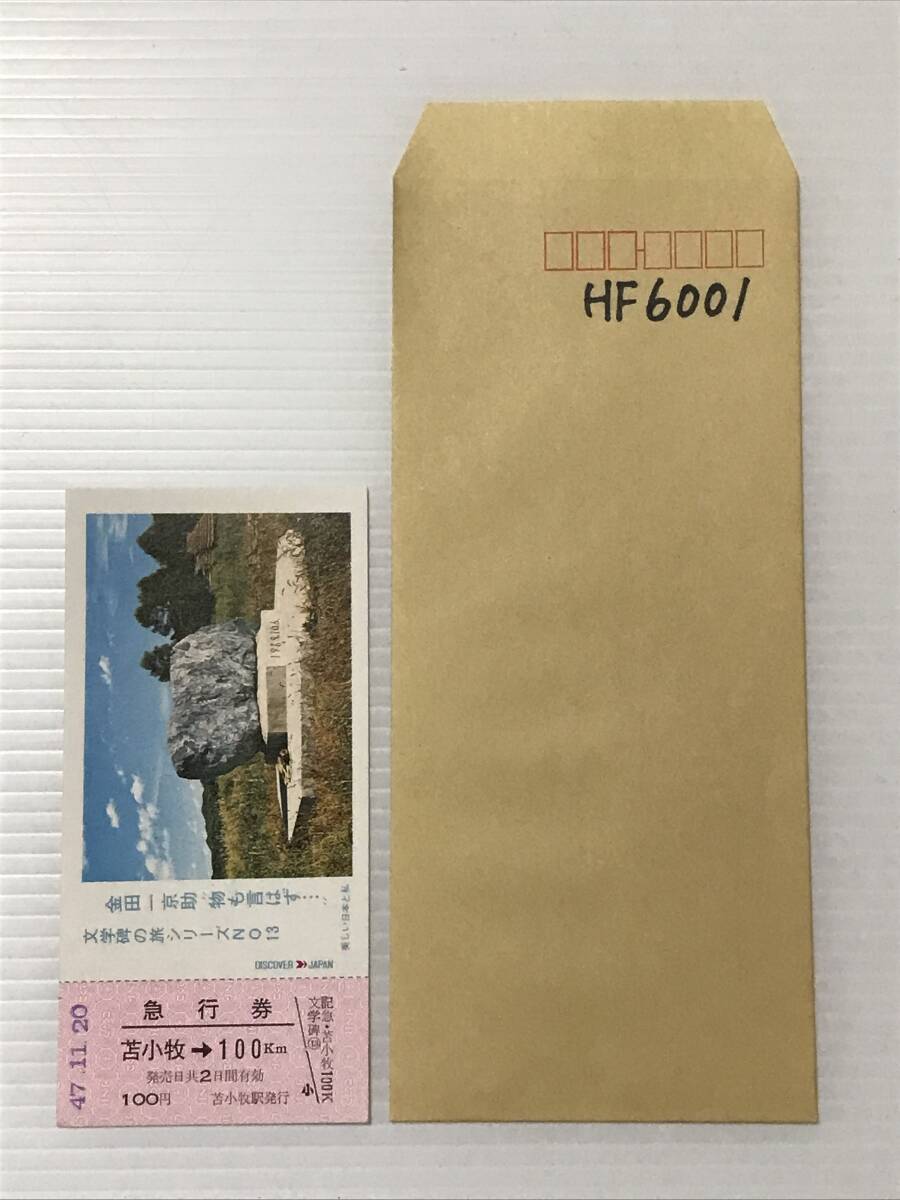 HF6001
金田一京助“物も言はず…”
文学碑の旅シリーズNO13
美しい日本と私
DISCOVER JAPAN
47.11.20
急行券
苫小牧→100Km
発売日共2日間有効
100円 苫小牧駅発行
記急・苫小牧100K
文学碑⑬
小